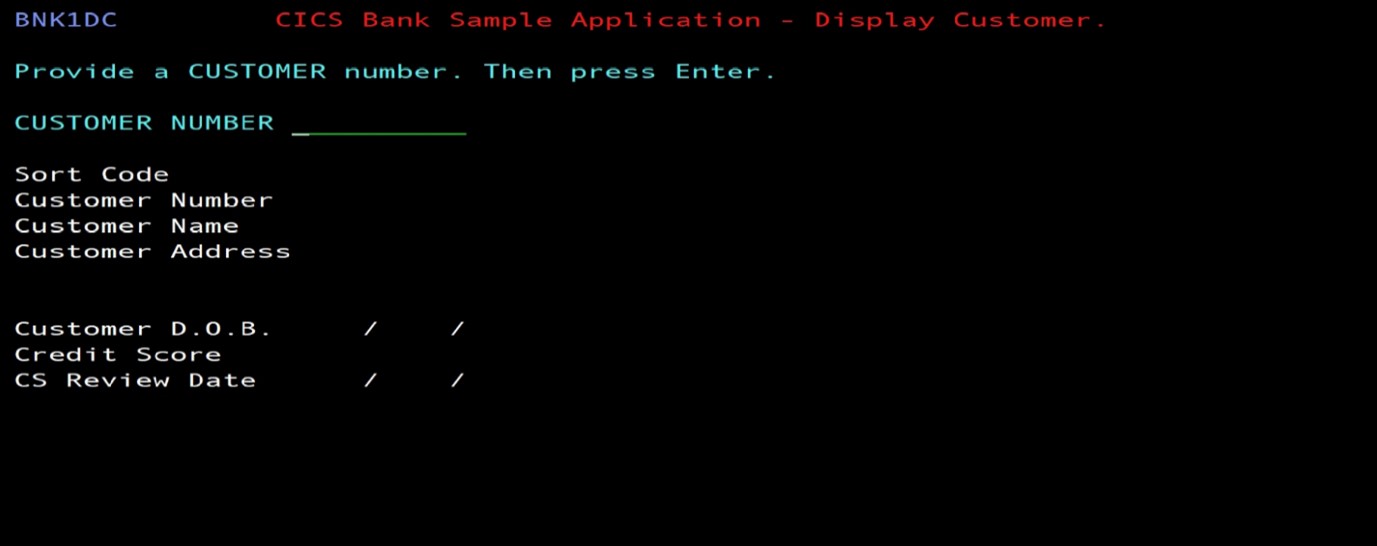 BNK1DC CICS Bank Sample Application - Display Customer.
Provide a CUSTOMER number. Then press Enter.
CUSTOMER NUMBER __________
Sort Code
Customer Number
Customer Name
Customer Address
Customer D.O.B. / /
Credit Score
CS Review Date / /